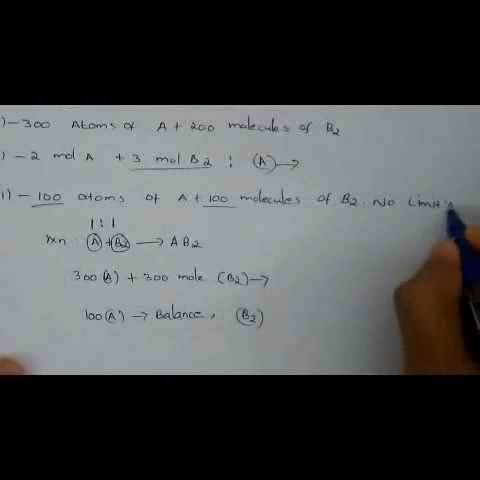 )-300 Atoms of A + 200 molecules of B2
) - 2 mol A + 3 mol B2 : (A) →
1) - 100 atoms of A + 100 molecules of B2. No Limit
1 : 1
rxn : A + B2 → AB2
300 (A) + 300 mole (B2) →
100 (A) → Balance, (B2)